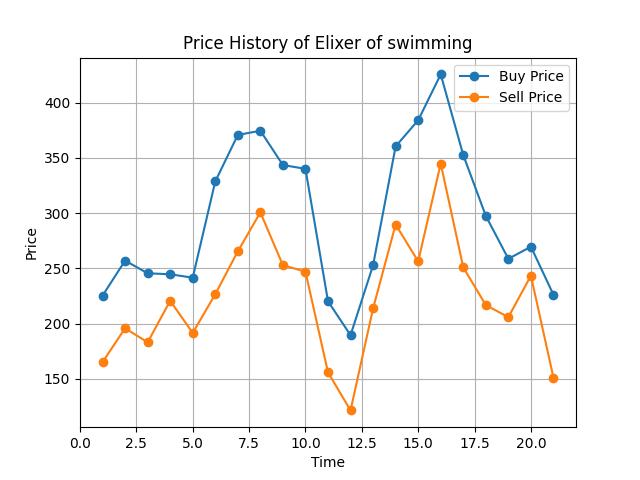 Price History of Elixer of swimming
Buy Price
Sell Price
400
350
300
250
200
150
Price
0.0 2.5 5.0 7.5 10.0 12.5 15.0 17.5 20.0
Time